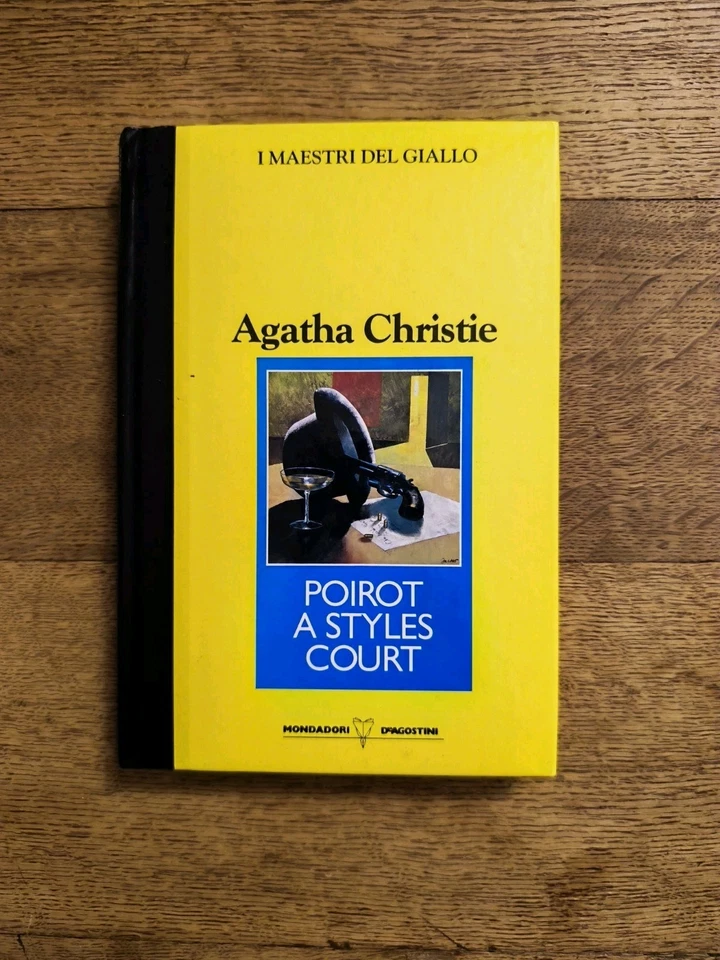 I MAESTRI DEL GIALLO
Agatha Christie
POIROT
A STYLES
COURT
MONDADORI DEAGOSTINI